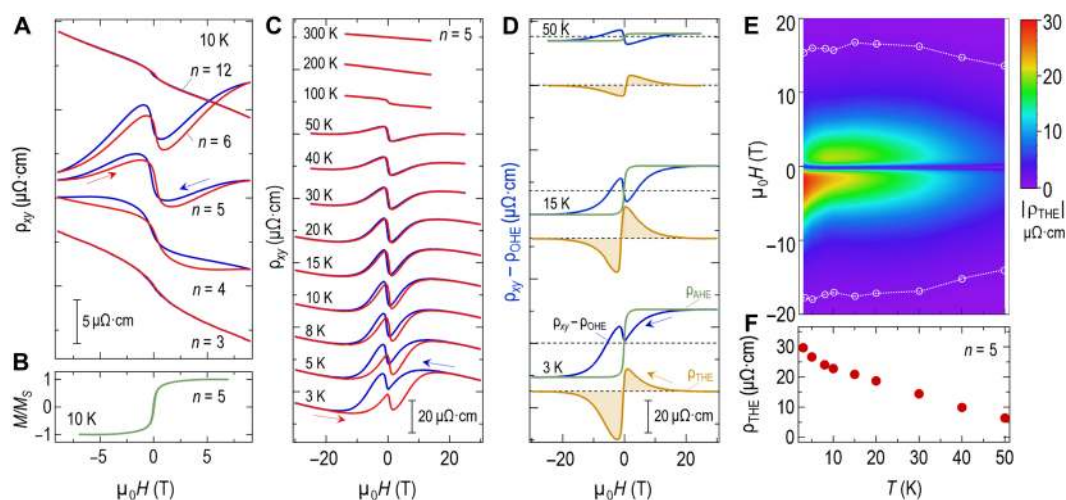 A
10 K
n = 12
n = 6
n = 5
n = 4
n = 3
5 μΩ·cm
ρxy (μΩ·cm)
B
1
0
−1
M/MS
10 K
n = 5
−5
0
5
μ0H (T)
C
n = 5
300 K
200 K
100 K
50 K
40 K
30 K
20 K
15 K
10 K
8 K
5 K
3 K
20 μΩ·cm
ρxy (μΩ·cm)
−20
0
20
μ0H (T)
D
50 K
15 K
3 K
ρAHE
ρxy − ρOHE
ρTHE
20 μΩ·cm
ρxy − ρOHE (μΩ·cm)
−20
0
20
μ0H (T)
E
20
10
0
−10
−20
μ0H (T)
30
20
10
0
|ρTHE|
μΩ·cm
F
n = 5
30
20
10
0
ρTHE (μΩ·cm)
10
20
30
40
50
T (K)